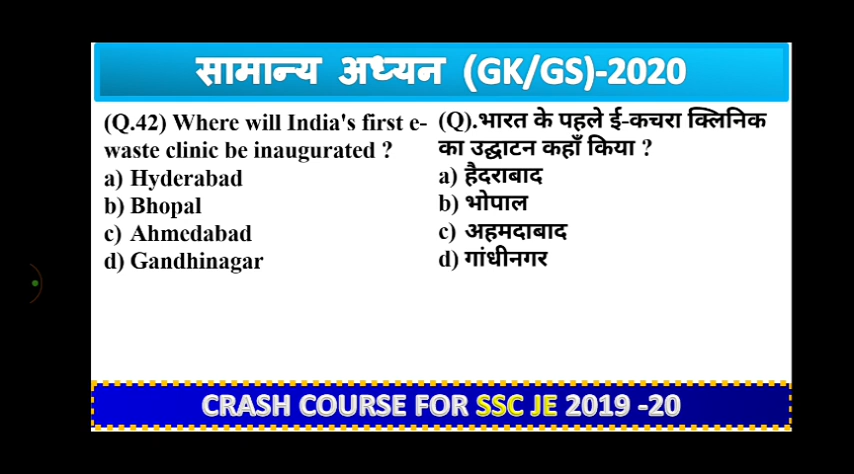 सामान्य अध्यन (GK/GS)-2020
(Q.42) Where will India's first e-
waste clinic be inaugurated ?
a) Hyderabad
b) Bhopal
c) Ahmedabad
d) Gandhinagar
(Q).भारत के पहले ई-कचरा क्लिनिक
का उद्घाटन कहाँ किया ?
a) हैदराबाद
b) भोपाल
c) अहमदाबाद
d) गांधीनगर
CRASH COURSE FOR SSC JE 2019 -20